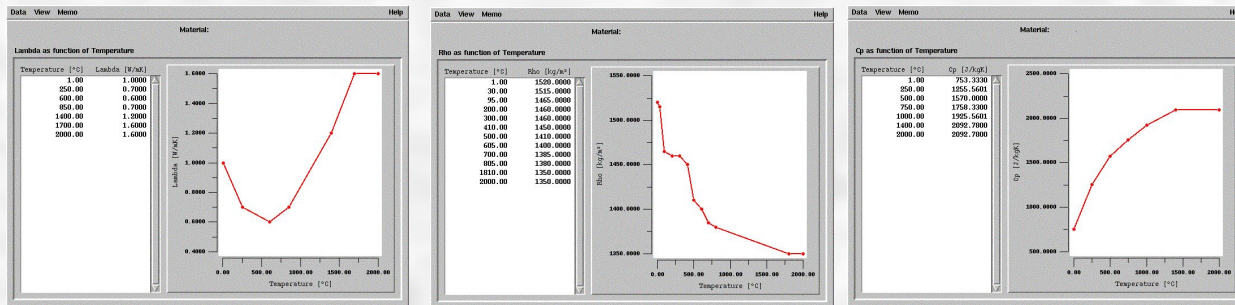 Data View Memo Help
Material:
Lambda as function of Temperature
Temperature [°C] Lambda [W/mK]
1.00 1.0000
250.00 0.7000
600.00 0.6000
850.00 0.7000
1400.00 1.2000
1700.00 1.6000
2000.00 1.6000
1.6000
1.4000
1.2000
1.0000
0.8000
0.6000
0.4000
Lambda [W/mK]
0.00 500.00 1000.00 1500.00 2000.00
Temperature [°C]
Data View Memo Help
Material:
Rho as function of Temperature
Temperature [°C] Rho [kg/m³]
1.00 1520.0000
30.00 1515.0000
95.00 1465.0000
200.00 1460.0000
300.00 1460.0000
410.00 1450.0000
500.00 1410.0000
605.00 1400.0000
700.00 1385.0000
805.00 1380.0000
1810.00 1350.0000
2000.00 1350.0000
1550.0000
1500.0000
1450.0000
1400.0000
1350.0000
Rho [kg/m³]
0.00 500.00 1000.00 1500.00 2000.00
Temperature [°C]
Data View Memo
Material:
Cp as function of Temperature
Temperature [°C] Cp [J/kgK]
1.00 753.3330
250.00 1255.5601
500.00 1570.0000
750.00 1758.3300
1000.00 1925.5601
1400.00 2092.7800
2000.00 2092.7800
2500.0000
2000.0000
1500.0000
1000.0000
500.0000
Cp [J/kgK]
0.00 500.00 1000.00 1500.00 2000.00
Temperature [°C]